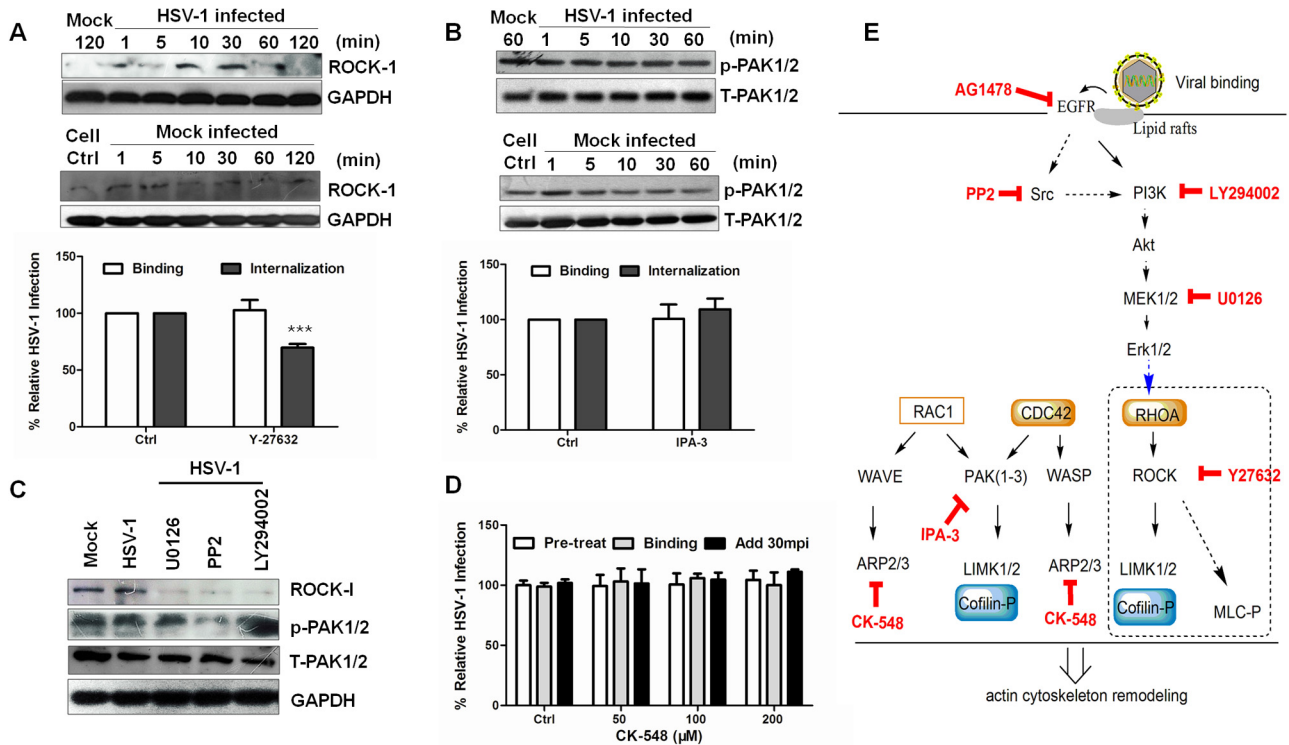 A
Mock HSV-1 infected
120 1 5 10 30 60 120 (min)
ROCK-1
GAPDH
Cell Ctrl Mock infected
1 5 10 30 60 120 (min)
ROCK-1
GAPDH
% Relative HSV-1 Infection
150
100
50
0
Binding Internalization
***
Ctrl Y-27632
B
Mock HSV-1 infected
60 1 5 10 30 60 (min)
p-PAK1/2
T-PAK1/2
Cell Ctrl Mock infected
1 5 10 30 60 (min)
p-PAK1/2
T-PAK1/2
% Relative HSV-1 Infection
150
100
50
0
Binding Internalization
Ctrl IPA-3
C
HSV-1
Mock HSV-1 U0126 PP2 LY294002
ROCK-I
p-PAK1/2
T-PAK1/2
GAPDH
D
% Relative HSV-1 Infection
150
100
50
0
Pre-treat Binding Add 30mpi
Ctrl 50 100 200
CK-548 (µM)
E
AG1478
EGFR
Viral binding
Lipid rafts
PP2 Src PI3K LY294002
Akt
MEK1/2 U0126
Erk1/2
RAC1 CDC42 RHOA
WAVE PAK(1-3) WASP ROCK Y27632
IPA-3
ARP2/3 LIMK1/2 ARP2/3 LIMK1/2
Cofilin-P Cofilin-P MLC-P
CK-548 CK-548
actin cytoskeleton remodeling